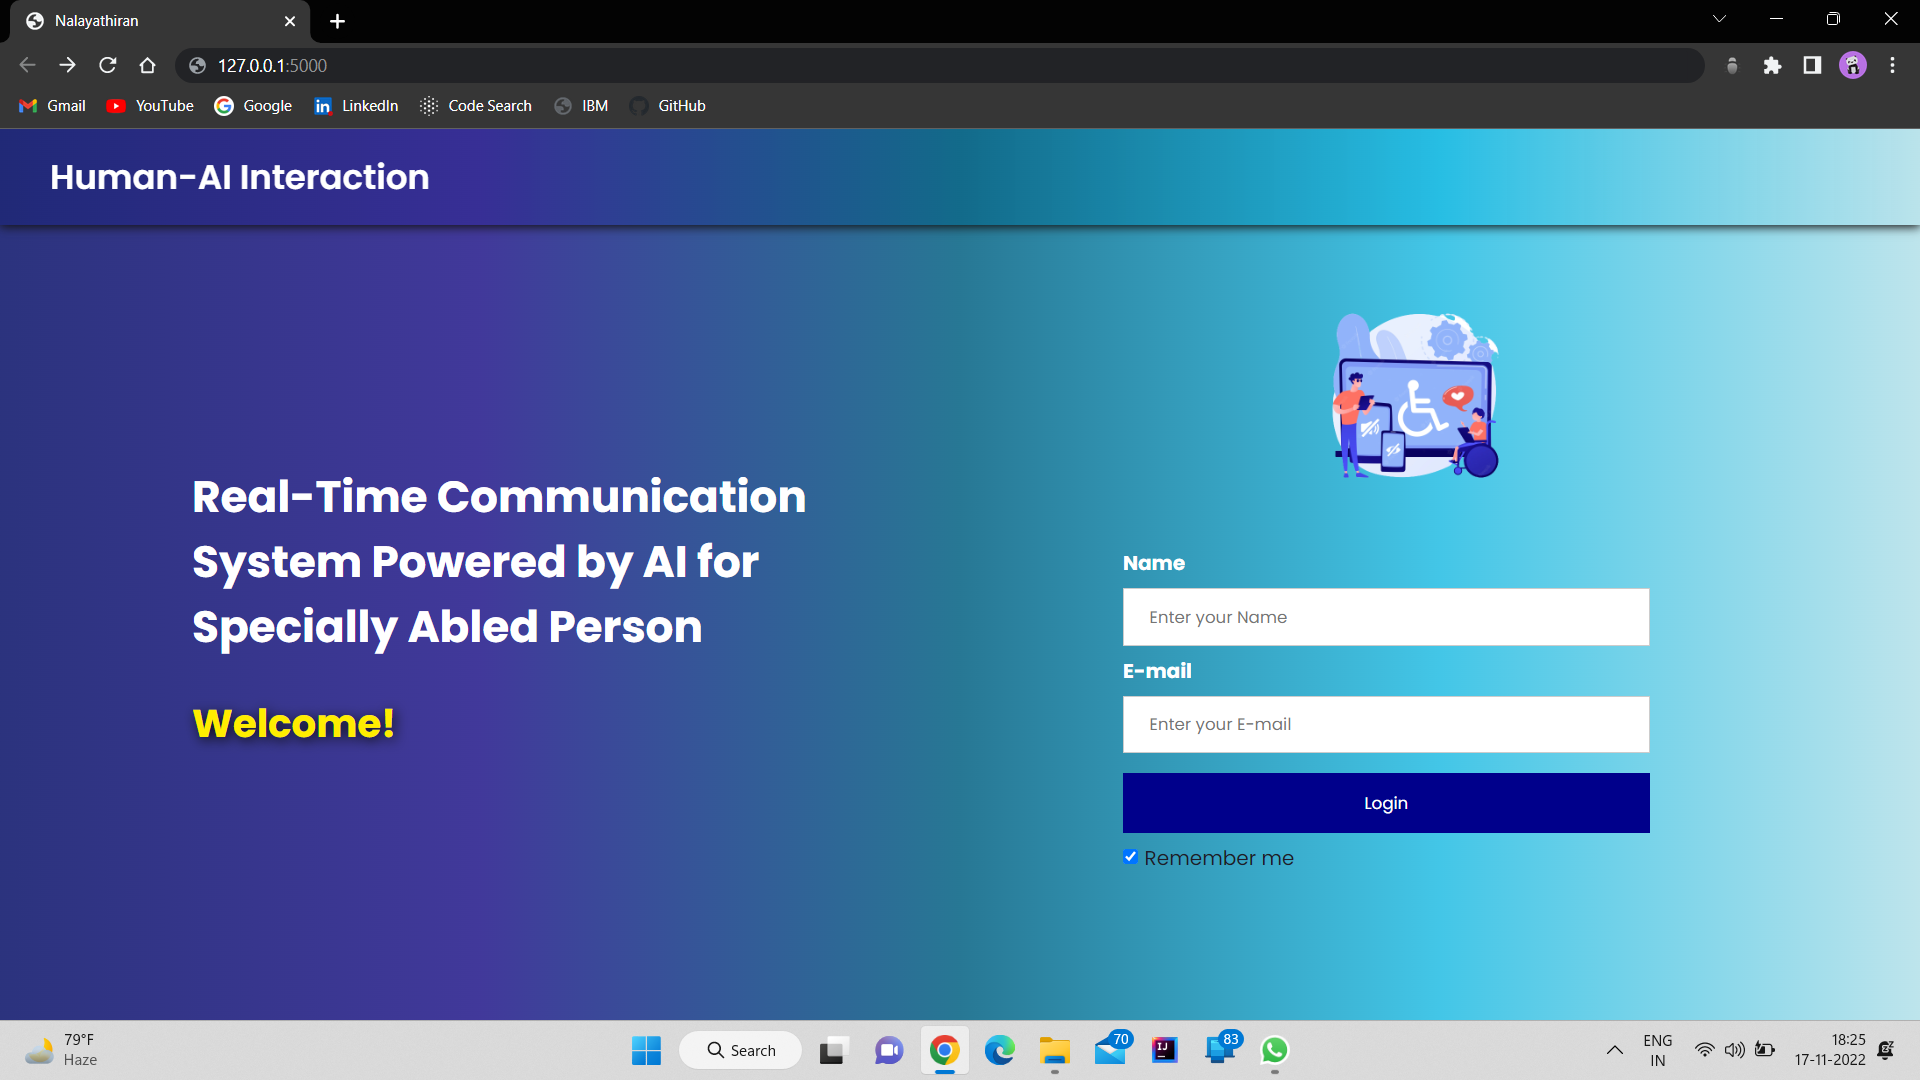 Nalayathiran
127.0.0.1:5000
Gmail
YouTube
Google
LinkedIn
Code Search
IBM
GitHub
Human-AI Interaction
Real-Time Communication
System Powered by AI for
Specially Abled Person
Welcome!
Name
Enter your Name
E-mail
Enter your E-mail
Login
Remember me
79°F
Haze
Search
70
83
ENG
IN
18:25
17-11-2022